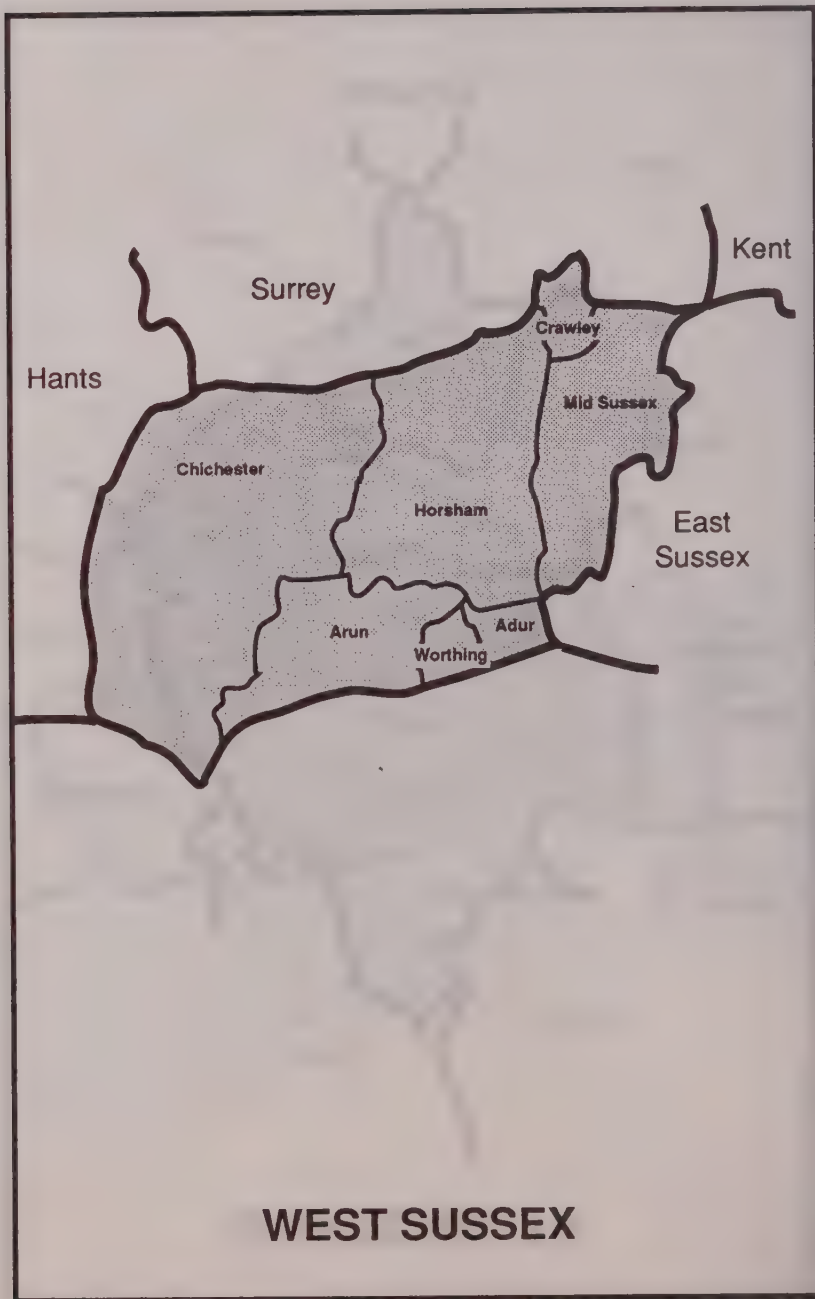 Kent
Surrey
Crawley
Hants
Mid Sussex
Chichester
Horsham
East
Sussex
Arun
Adur
Worthing
WEST SUSSEX